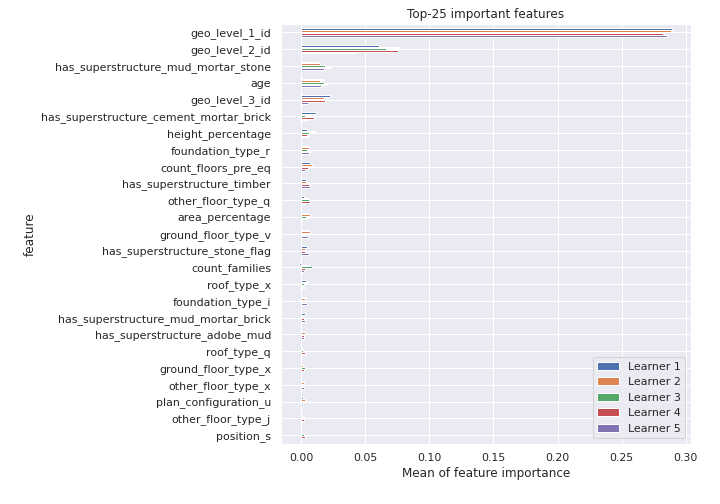 Top-25 important features
geo_level_1_id
geo_level_2_id
has_superstructure_mud_mortar_stone
age
geo_level_3_id
has_superstructure_cement_mortar_brick
height_percentage
foundation_type_r
count_floors_pre_eq
has_superstructure_timber
other_floor_type_q
area_percentage
ground_floor_type_v
has_superstructure_stone_flag
count_families
roof_type_x
foundation_type_i
has_superstructure_mud_mortar_brick
has_superstructure_adobe_mud
roof_type_q
ground_floor_type_x
other_floor_type_x
plan_configuration_u
other_floor_type_j
position_s
feature
Learner 1
Learner 2
Learner 3
Learner 4
Learner 5
0.00 0.05 0.10 0.15 0.20 0.25 0.30
Mean of feature importance